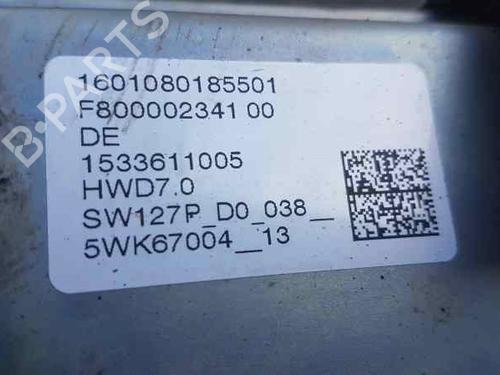 1601080185501
F800002341 00
DE
1533611005
HWD7.0
SW127P_D0_038__
5WK67004__13
B-PARTS